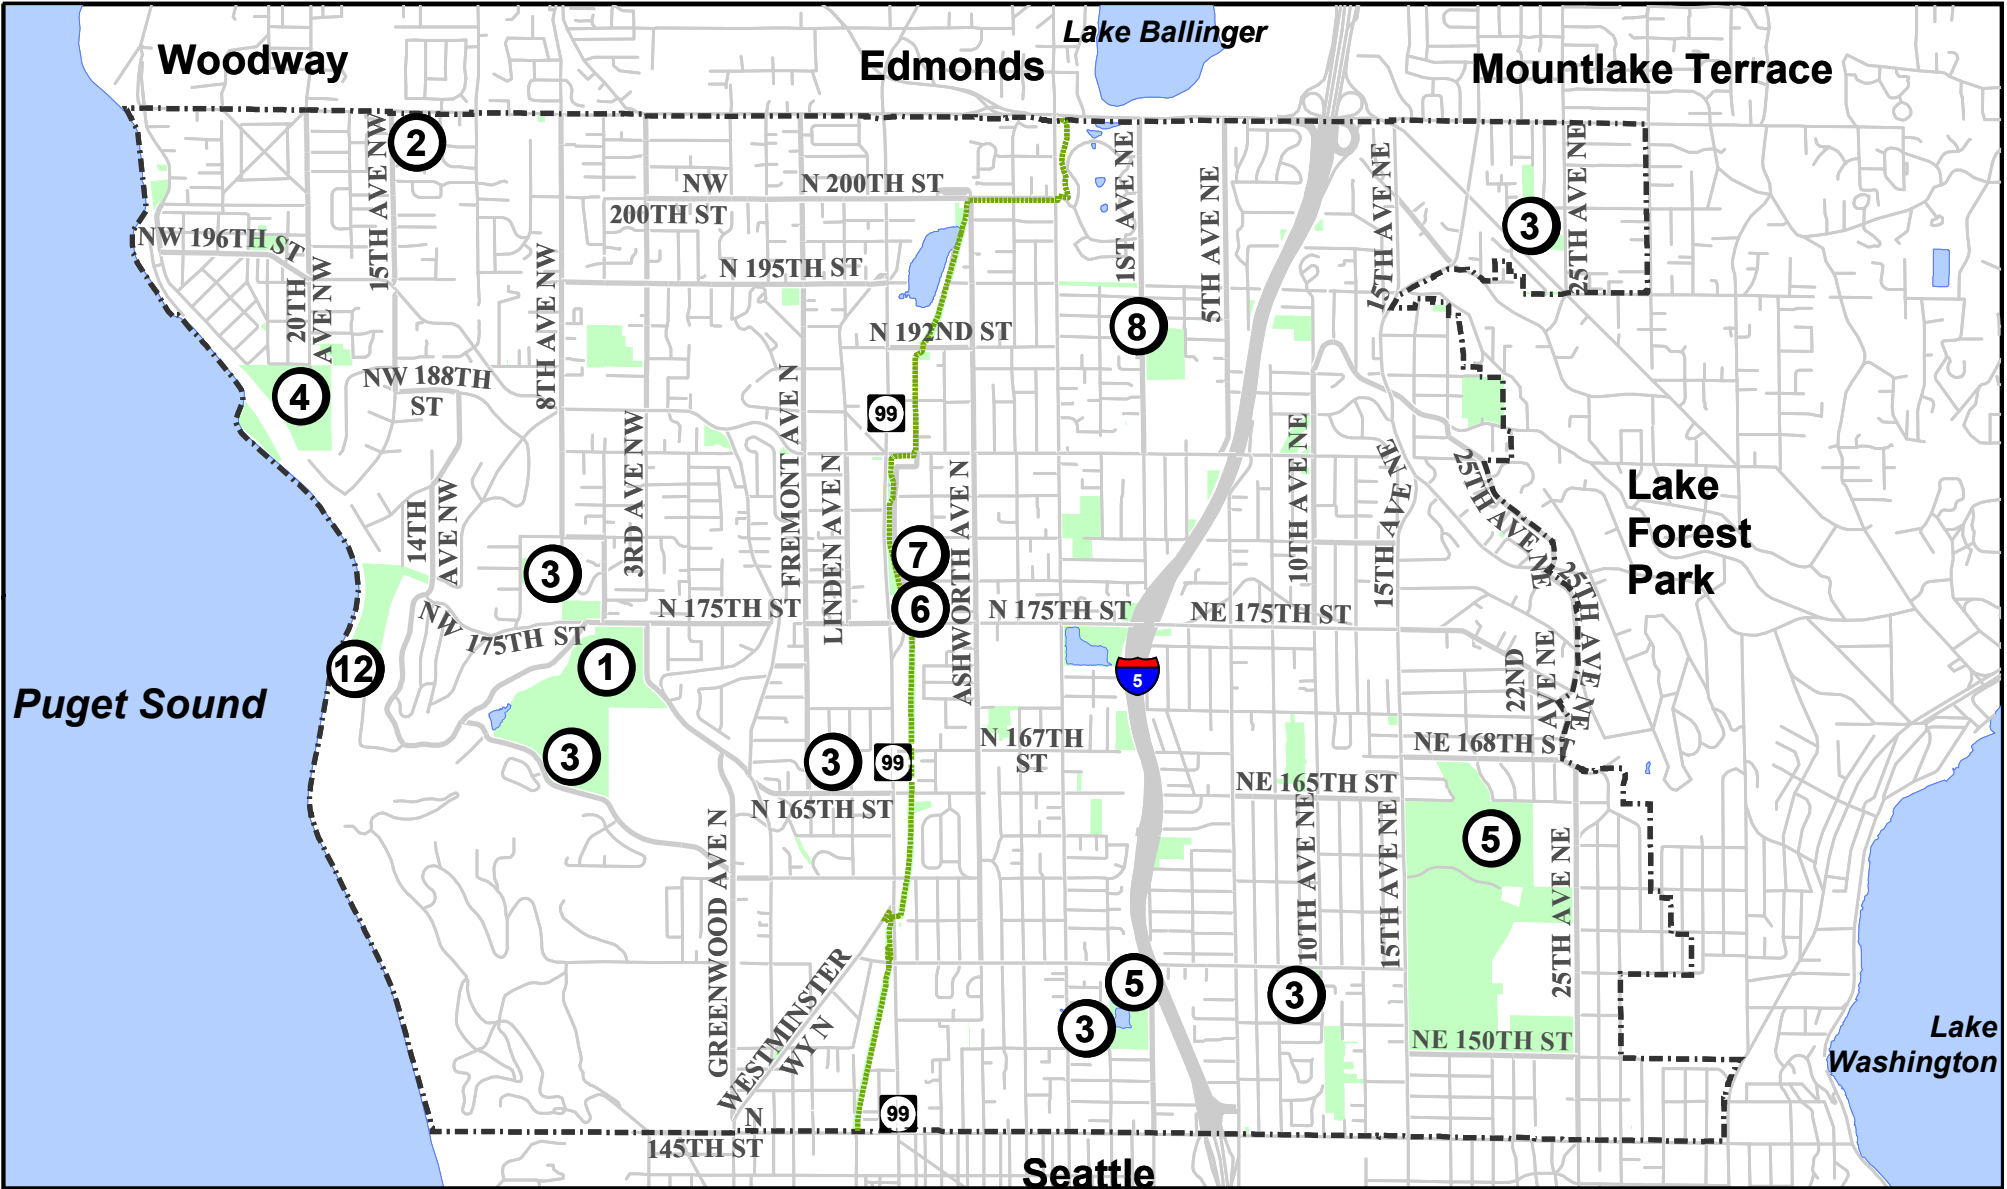 Lake Ballinger
Woodway
Edmonds
Mountlake Terrace
2
15TH AVE NW
1ST AVE NE
5TH AVE NE
15TH AVE NE
25TH AVE NE
NW
200TH ST
N 200TH ST
3
NW 196TH ST
N 195TH ST
20TH
AVE NW
8TH AVE NW
8
N 192ND ST
4
NW 188TH
ST
99
FREMONT AVE N
3RD AVE NW
LINDEN AVE N
ASHWORTH AVE N
10TH AVE NE
15TH AVE NE
25TH AVE NE
25TH AVE NE
Lake
Forest
Park
14TH
AVE NW
7
3
6
NW 175TH ST
N 175TH ST
N 175TH ST
NE 175TH ST
12
1
5
22ND
AVE NE
Puget Sound
3
3
99
N 167TH
ST
NE 168TH ST
NE 165TH ST
N 165TH ST
5
GREENWOOD AVE N
10TH AVE NE
15TH AVE NE
25TH AVE NE
WESTMINSTER
WY N
5
3
3
NE 150TH ST
Lake
Washington
99
N
145TH ST
Seattle